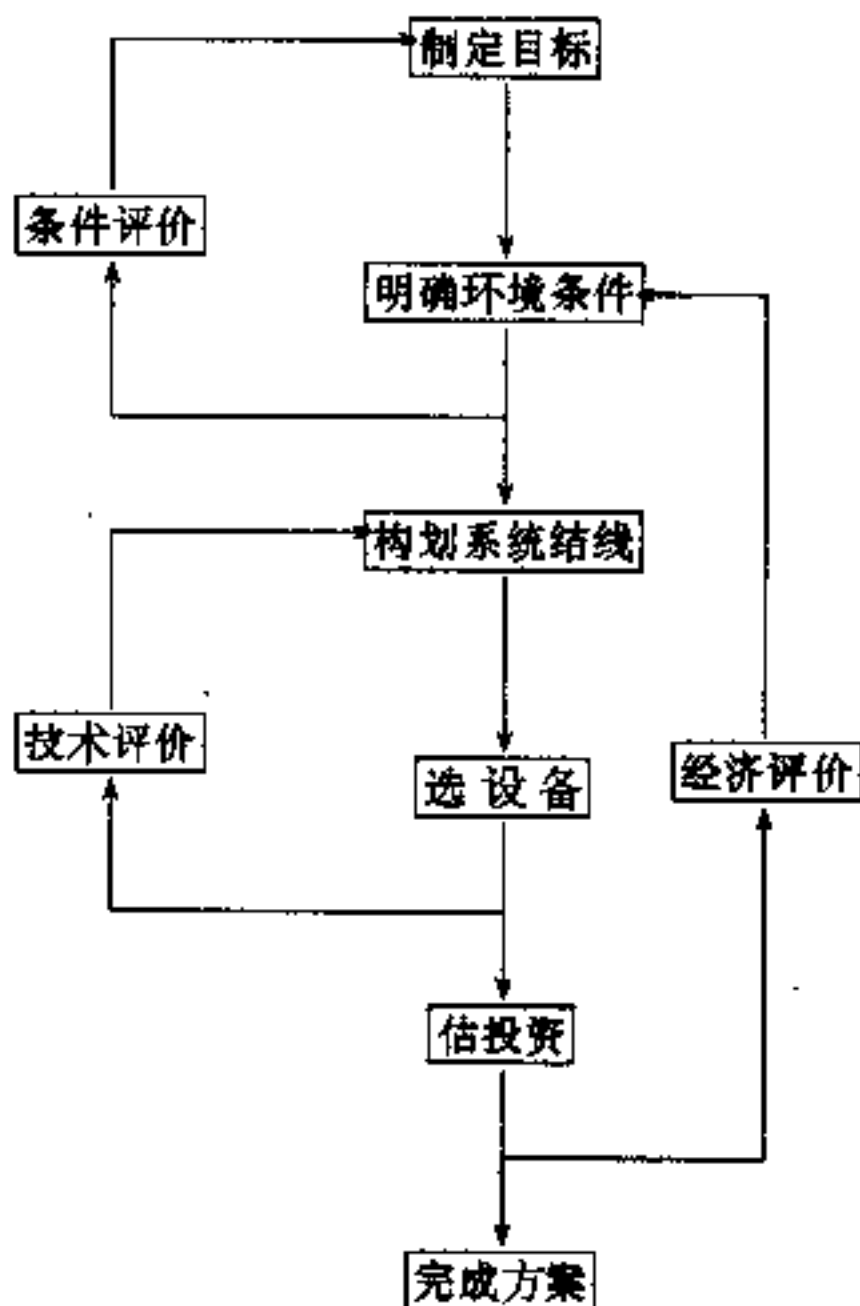 制定目标
条件评价
明确环境条件
构划系统结线
技术评价
选设备
经济评价
估投资
完成方案